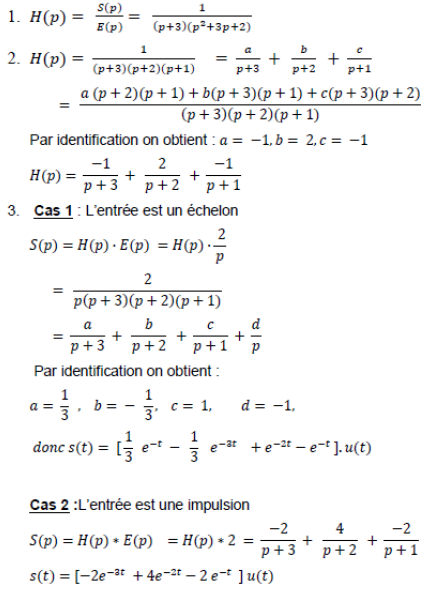 1. H(p) = S(p)/E(p) = 1/((p+3)(p²+3p+2))
2. H(p) = 1/((p+3)(p+2)(p+1)) = a/(p+3) + b/(p+2) + c/(p+1)
= (a (p + 2)(p + 1) + b(p + 3)(p + 1) + c(p + 3)(p + 2))/((p + 3)(p + 2)(p + 1))
Par identification on obtient : a = −1, b = 2, c = −1
H(p) = −1/(p + 3) + 2/(p + 2) + −1/(p + 1)
3. Cas 1 : L'entrée est un échelon
S(p) = H(p) · E(p) = H(p) · 2/p
= 2/(p(p + 3)(p + 2)(p + 1))
= a/(p + 3) + b/(p + 2) + c/(p + 1) + d/p
Par identification on obtient :
a = 1/3 , b = − 1/3, c = 1, d = −1,
donc s(t) = [1/3 e^(−t) − 1/3 e^(−3t) + e^(−2t) − e^(−t) ]. u(t)
Cas 2 :L'entrée est une impulsion
S(p) = H(p) * E(p) = H(p) * 2 = −2/(p + 3) + 4/(p + 2) + −2/(p + 1)
s(t) = [−2e^(−3t) + 4e^(−2t) − 2 e^(−t) ] u(t)